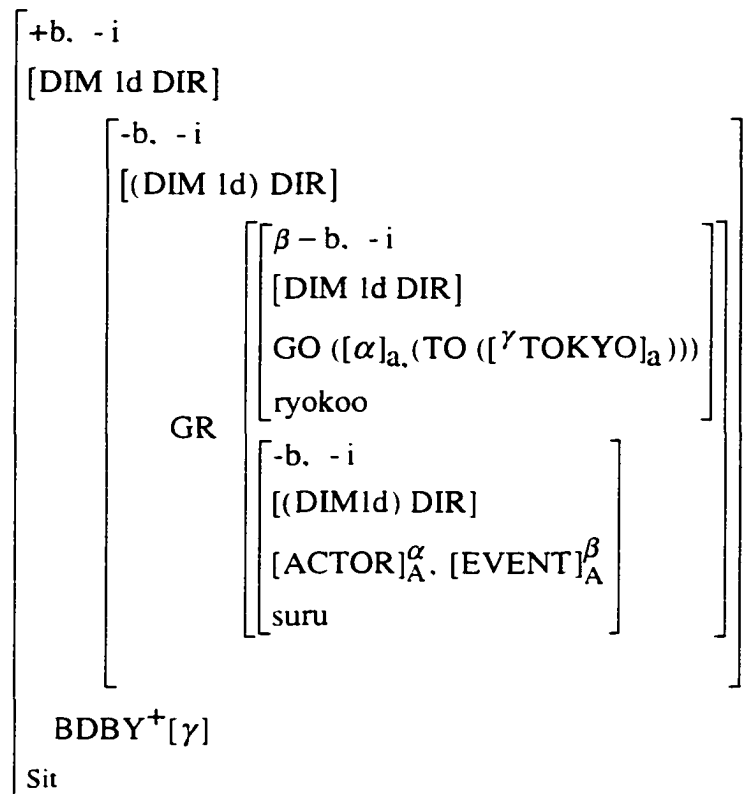 +b. - i
[DIM 1d DIR]
-b. - i
[(DIM 1d) DIR]
β – b. - i
[DIM 1d DIR]
GO ([α]a,(TO ([γTOKYO]a)))
ryokoo
GR
-b. - i
[(DIM1d) DIR]
[ACTOR]αA. [EVENT]βA
suru
BDBY+[γ]
Sit